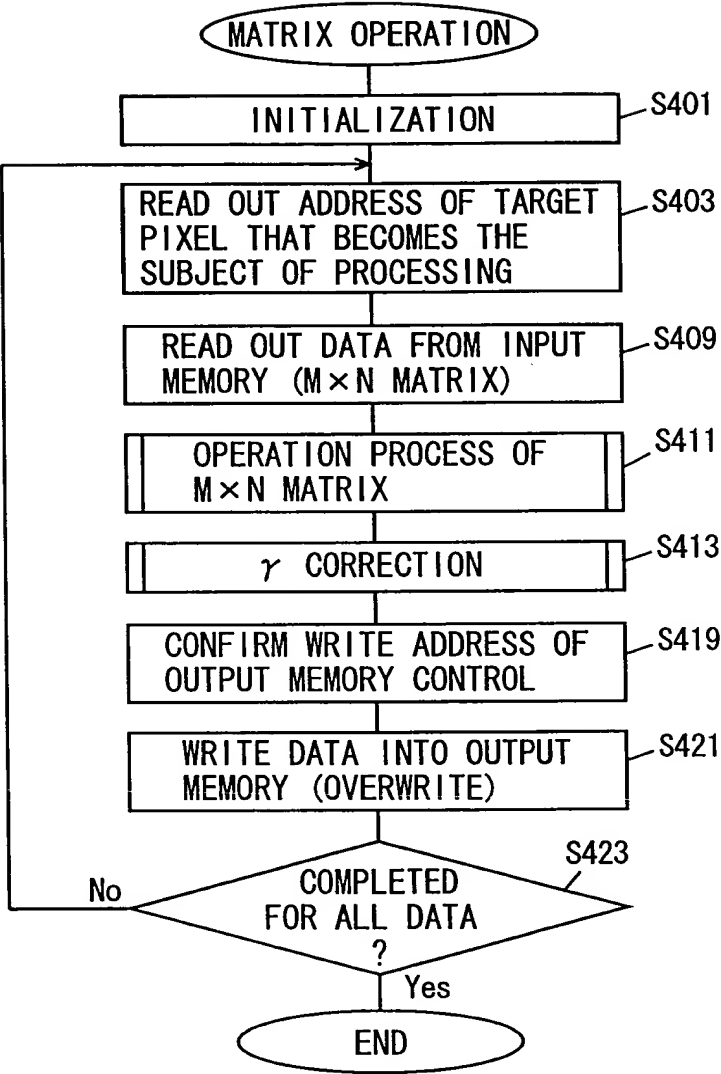 MATRIX OPERATION
INITIALIZATION
S401
READ OUT ADDRESS OF TARGET
PIXEL THAT BECOMES THE
SUBJECT OF PROCESSING
S403
READ OUT DATA FROM INPUT
MEMORY (M×N MATRIX)
S409
OPERATION PROCESS OF
M×N MATRIX
S411
γ CORRECTION
S413
CONFIRM WRITE ADDRESS OF
OUTPUT MEMORY CONTROL
S419
WRITE DATA INTO OUTPUT
MEMORY (OVERWRITE)
S421
COMPLETED
FOR ALL DATA
?
S423
No
Yes
END